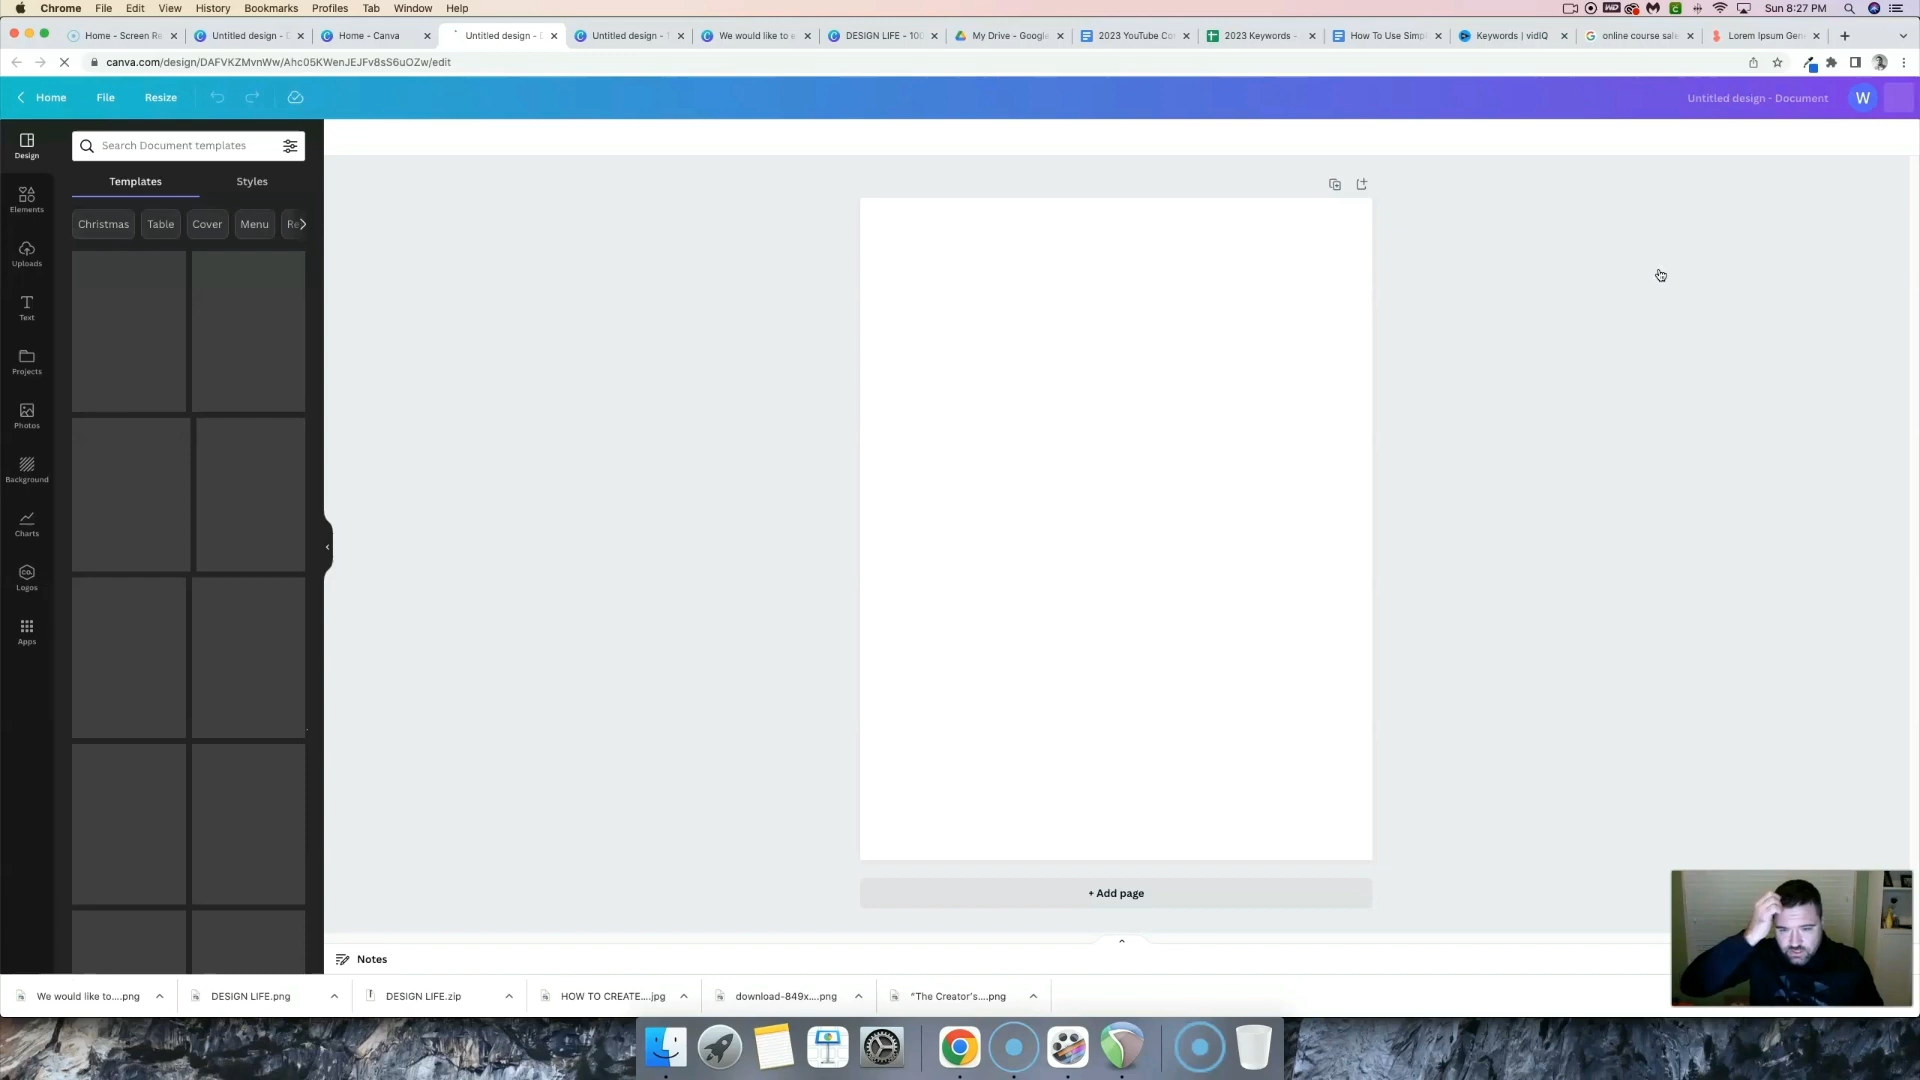 Chrome File Edit View History Bookmarks Profiles Tab Window Help Sun 8:27 PM
Home - Screen Re Untitled design - D Home - Canva Untitled design - D Untitled design - 1 We would like to e DESIGN LIFE - 100 My Drive - Google 2023 YouTube Co 2023 Keywords - How To Use Simp Keywords | vidIQ online course sale Lorem Ipsum Gen
canva.com/design/DAFVKZMvnWw/Ahc05KWenJEJFv8sS6uOZw/edit
Home File Resize Untitled design - Document W
Design
Search Document templates
Templates Styles
Christmas Table Cover Menu Re
Elements
Uploads
Text
Projects
Photos
Background
Charts
CO.
Logos
Apps
+ Add page
Notes
We would like to....png DESIGN LIFE.png DESIGN LIFE.zip HOW TO CREATE....jpg download-849x....png "The Creator's....png